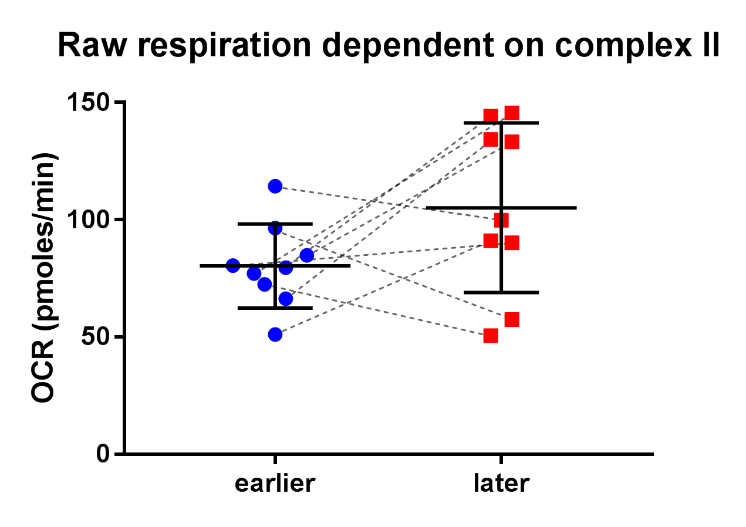 Raw respiration dependent on complex II
OCR (pmoles/min)
150
100
50
0
earlier
later